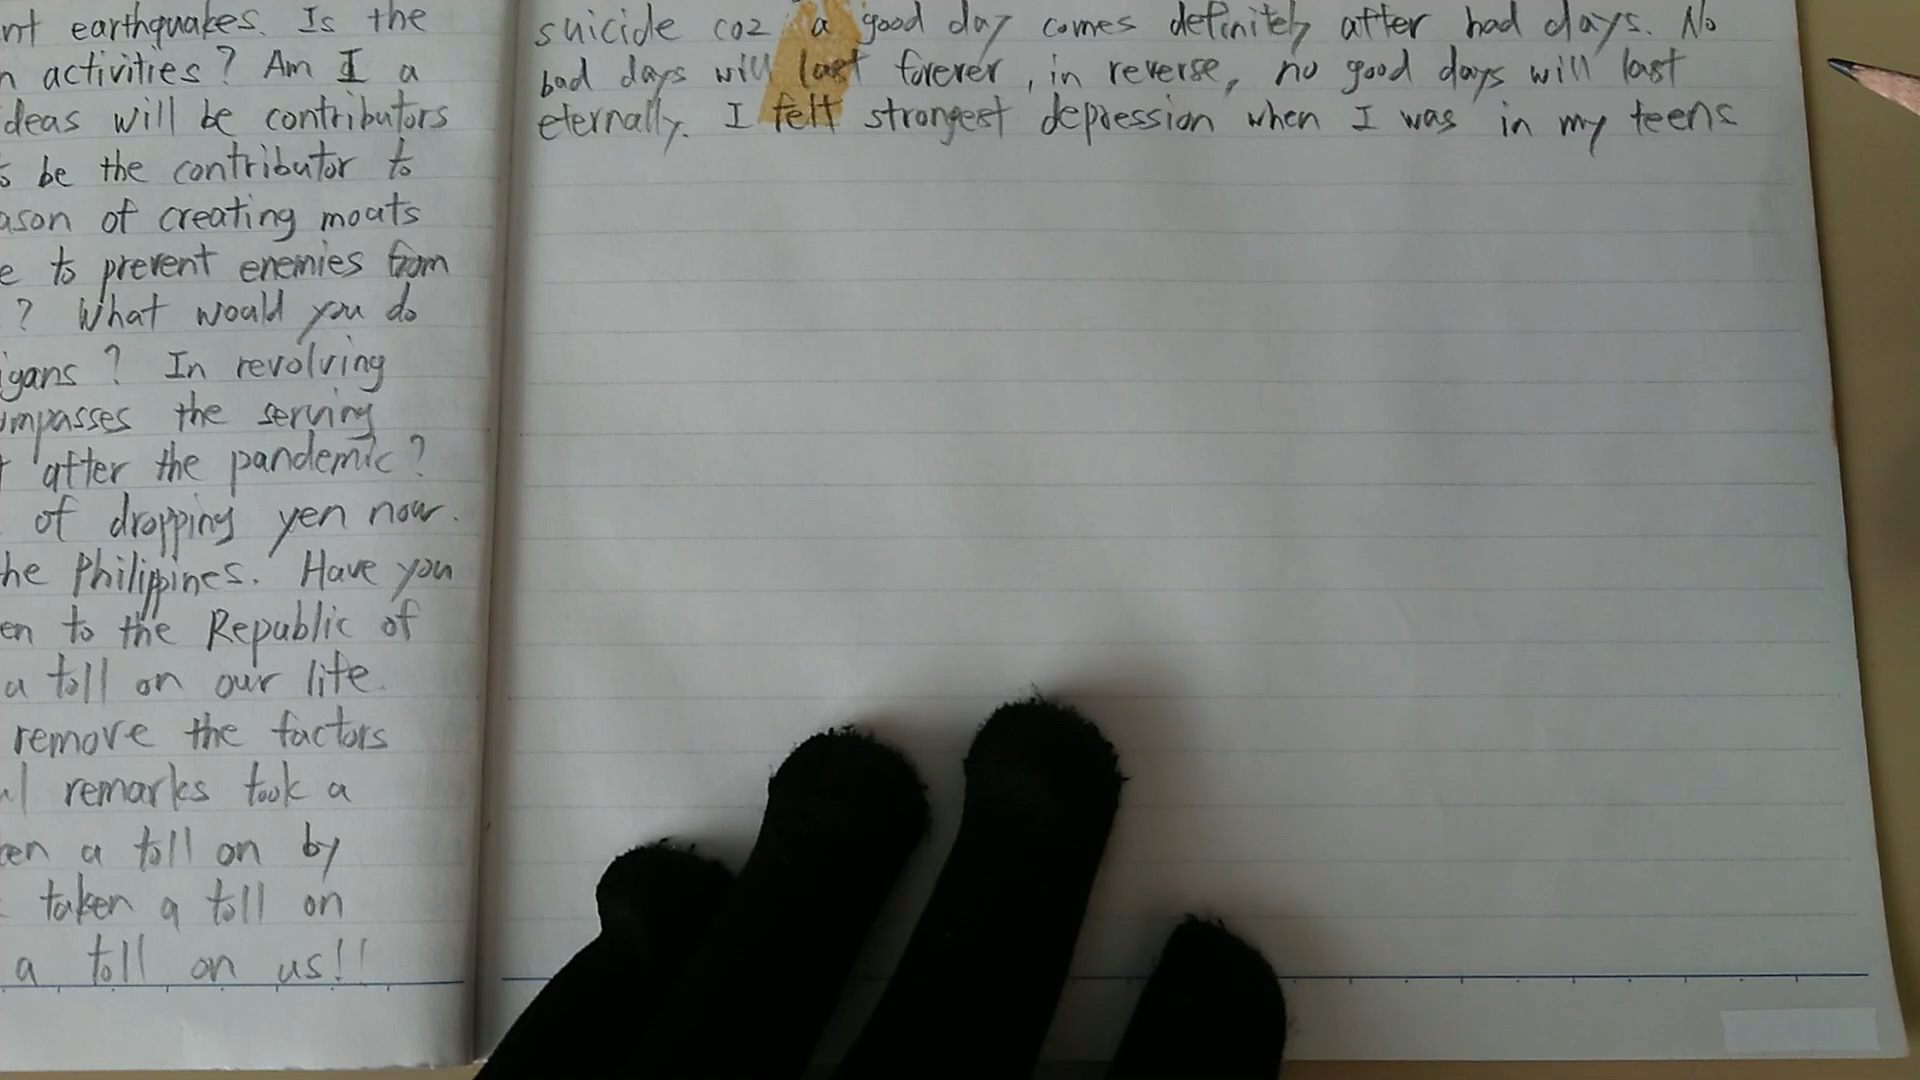 nt earthquakes. Is the
n activities? Am I a
deas will be contributors
be the contributor to
ason of creating moats
e to prevent enemies from
? What would you do
igans? In revolving
mpasses the serving
after the pandemic?
of dropping yen now.
he Philippines. Have you
en to the Republic of
a toll on our life.
remove the factors
remarks took a
en a toll on by
taken a toll on
a toll on us!!
suicide coz a good day comes definitely after bad days. No
bad days will last forever, in reverse, no good days will last
eternally. I felt strongest depression when I was in my teens